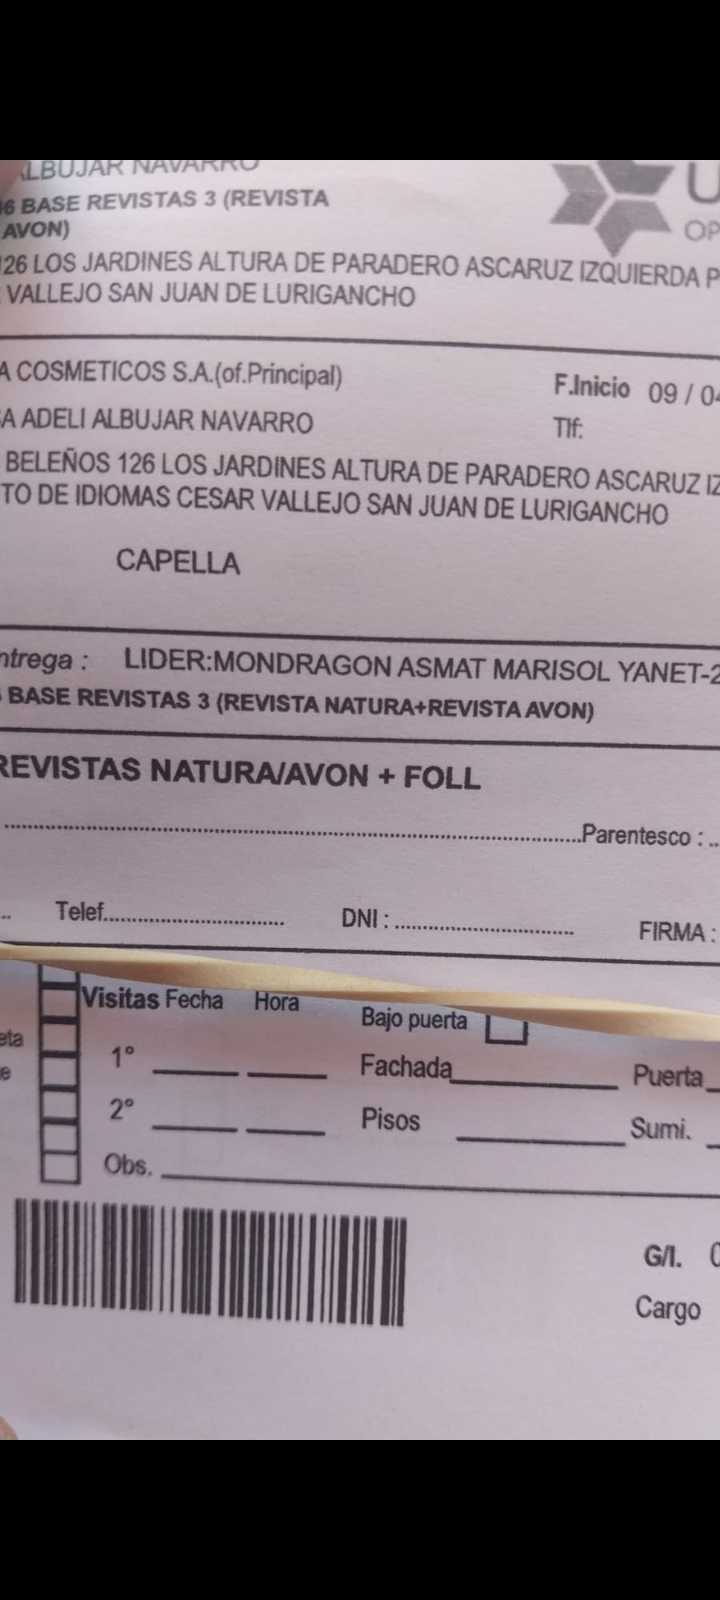 ALBUJAR NAVARRO
6 BASE REVISTAS 3 (REVISTA
AVON)
126 LOS JARDINES ALTURA DE PARADERO ASCARUZ IZQUIERDA P
VALLEJO SAN JUAN DE LURIGANCHO
U
OP
A COSMETICOS S.A.(of.Principal)
F.Inicio 09 / 04
A ADELI ALBUJAR NAVARRO
Tlf:
BELEÑOS 126 LOS JARDINES ALTURA DE PARADERO ASCARUZ IZ
TO DE IDIOMAS CESAR VALLEJO SAN JUAN DE LURIGANCHO
CAPELLA
ntrega : LIDER:MONDRAGON ASMAT MARISOL YANET-2
BASE REVISTAS 3 (REVISTA NATURA+REVISTA AVON)
REVISTAS NATURA/AVON + FOLL
Parentesco :
Telef. DNI : FIRMA :
Visitas Fecha Hora Bajo puerta
eta
e
1° Fachada Puerta
2° Pisos Sumi.
Obs.
G/I. 0
Cargo